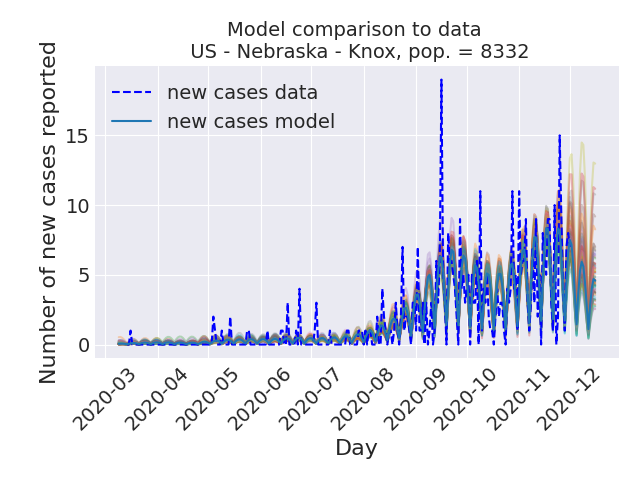 Model comparison to data
US - Nebraska - Knox, pop. = 8332
Number of new cases reported
new cases data
new cases model
15
10
5
0
2020-03
2020-04
2020-05
2020-06
2020-07
2020-08
2020-09
2020-10
2020-11
2020-12
Day